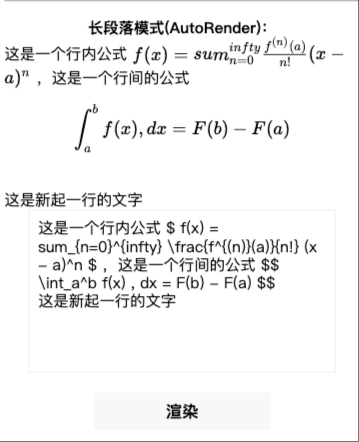 长段落模式(AutoRender)：
这是一个行内公式 f(x) = sum_{n=0}^{infty} \frac{f^{(n)}(a)}{n!} (x −
a)^n ，这是一个行间的公式
\int_a^b f(x), dx = F(b) − F(a)
这是新起一行的文字
这是一个行内公式 $ f(x) =
sum_{n=0}^{infty} \frac{f^{(n)}(a)}{n!} (x
− a)^n $ ，这是一个行间的公式 $$
\int_a^b f(x) , dx = F(b) − F(a) $$
这是新起一行的文字
渲染